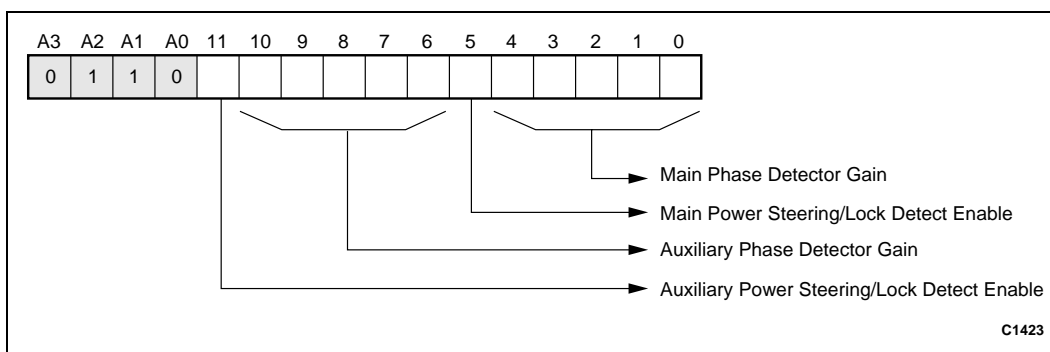 A3 A2 A1 A0 11 10 9 8 7 6 5 4 3 2 1 0
0 1 1 0
Main Phase Detector Gain
Main Power Steering/Lock Detect Enable
Auxiliary Phase Detector Gain
Auxiliary Power Steering/Lock Detect Enable
C1423